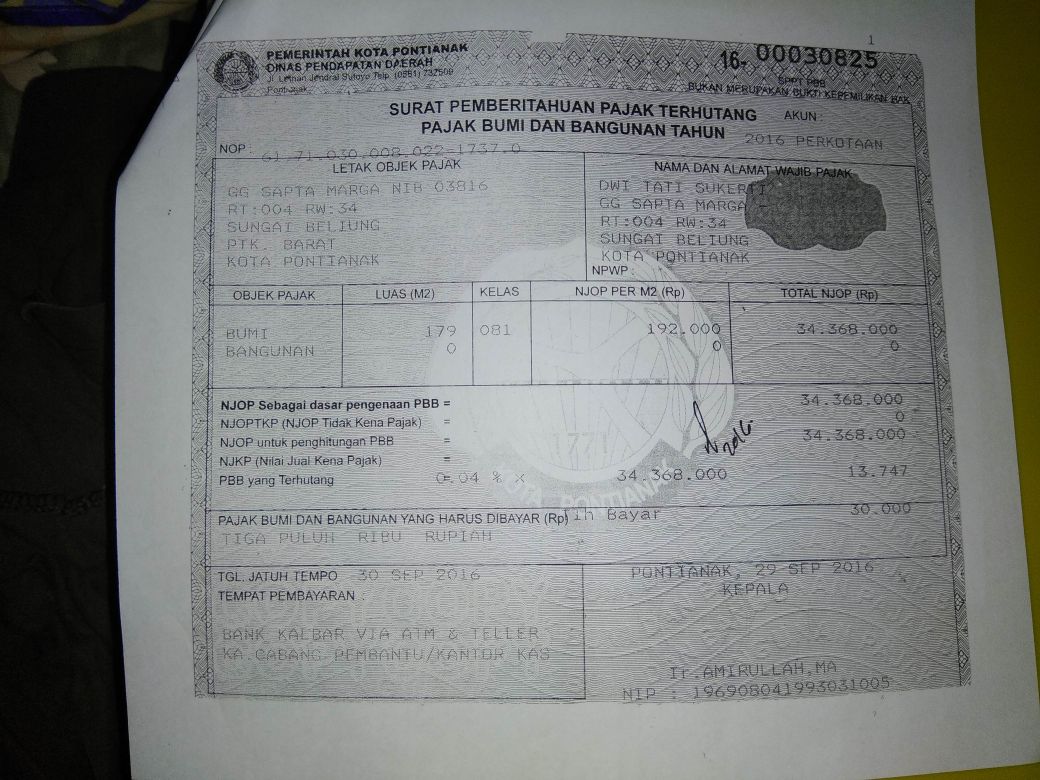 1
PEMERINTAH KOTA PONTIANAK
DINAS PENDAPATAN DAERAH
Jl. Letnan Jendral Sutoyo Telp. (0561) 732509
Pontianak
16- 00030825
SPPT PBB
BUKAN MERUPAKAN BUKTI KEPEMILIKAN HAK
SURAT PEMBERITAHUAN PAJAK TERHUTANG
PAJAK BUMI DAN BANGUNAN TAHUN
AKUN :
2016 PERKOTAAN
NOP : 61.71.030.008.022-1737.0
LETAK OBJEK PAJAK
GG SAPTA MARGA NIB 03816
RT:004 RW:34
SUNGAI BELIUNG
PTK. BARAT
KOTA PONTIANAK
NAMA DAN ALAMAT WAJIB PAJAK
DWI TATI SUKERTI
GG SAPTA MARGA -
RT:004 RW:34
SUNGAI BELIUNG
KOTA PONTIANAK
NPWP :
OBJEK PAJAK LUAS (M2) KELAS NJOP PER M2 (Rp) TOTAL NJOP (Rp)
BUMI 179 081 192.000 34.368.000
BANGUNAN 0 0 0
NJOP Sebagai dasar pengenaan PBB = 34.368.000
NJOPTKP (NJOP Tidak Kena Pajak) = 0
NJOP untuk penghitungan PBB = 34.368.000
NJKP (Nilai Jual Kena Pajak) =
PBB yang Terhutang 0.04 % X 34.368.000 13.747
1771
KOTA PONTIANAK
PAJAK BUMI DAN BANGUNAN YANG HARUS DIBAYAR (Rp) Bayar 30.000
TIGA PULUH RIBU RUPIAH
TGL. JATUH TEMPO 30 SEP 2016
TEMPAT PEMBAYARAN :
BANK KALBAR VIA ATM & TELLER
KA.CABANG PEMBANTU/KANTOR KAS
PONTIANAK, 29 SEP 2016
KEPALA
Ir.AMIRULLAH,MA
NIP : 196908041993031005